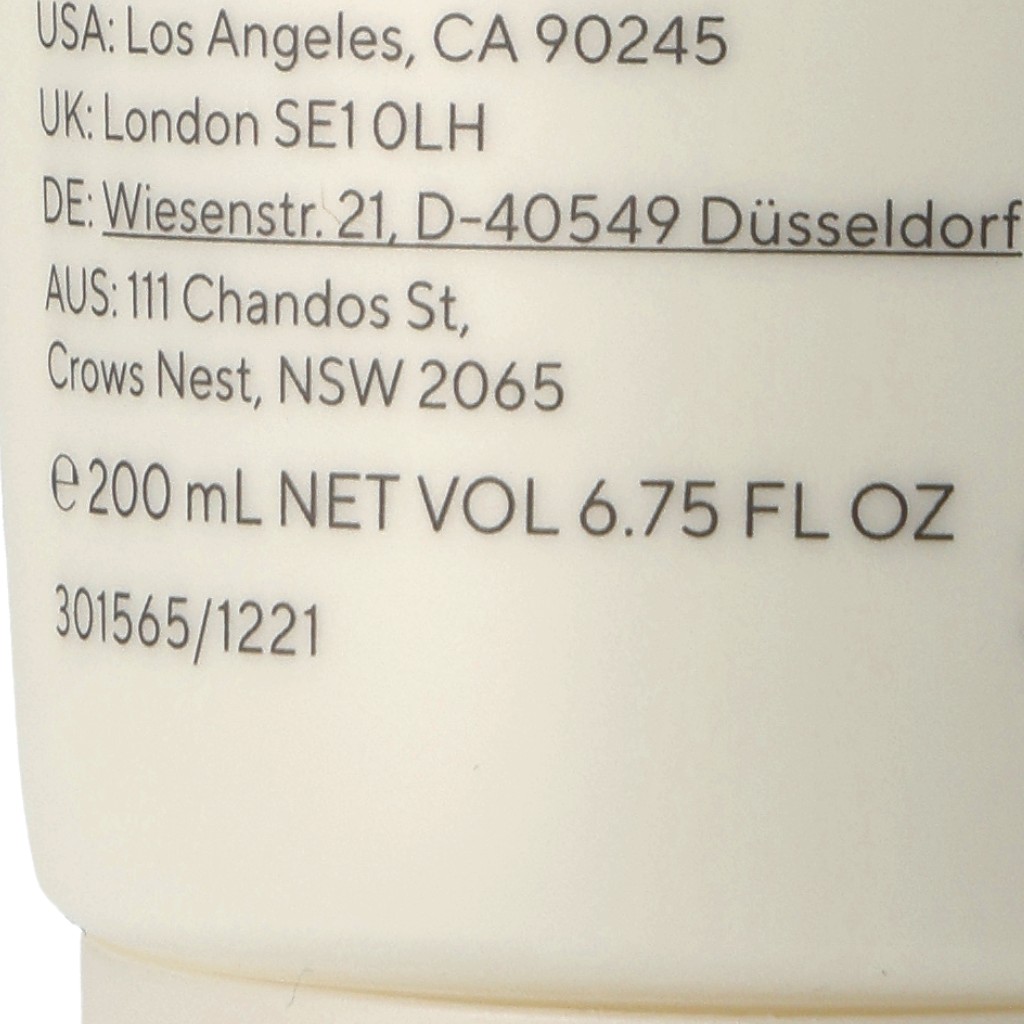 USA: Los Angeles, CA 90245
UK: London SE1 0LH
DE: Wiesenstr. 21, D-40549 Düsseldorf
AUS: 111 Chandos St,
Crows Nest, NSW 2065
℮ 200 mL NET VOL 6.75 FL OZ
301565/1221